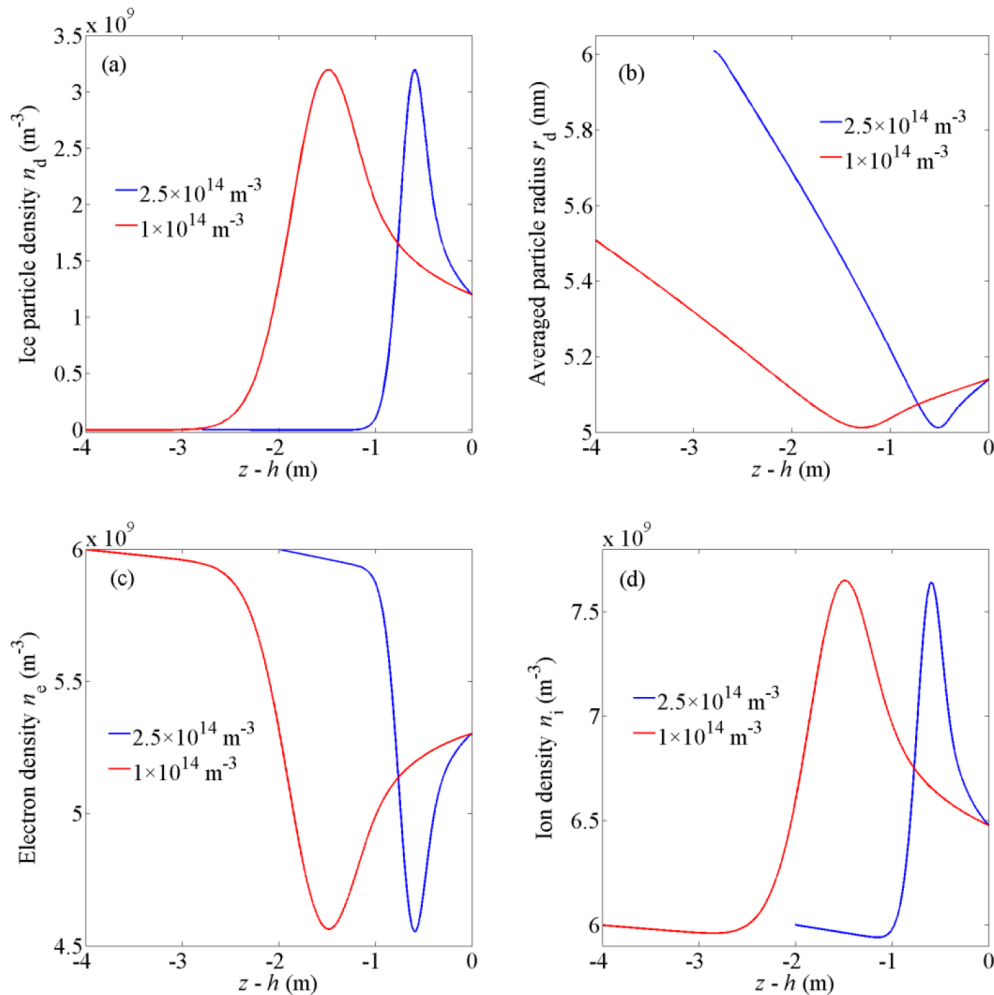 x 10^9
3.5
3
2.5
2
1.5
1
0.5
0
Ice particle density n_d (m^-3)
(a)
2.5×10^14 m^-3
1×10^14 m^-3
-4 -3 -2 -1 0
z - h (m)
6
5.8
5.6
5.4
5.2
5
Averaged particle radius r_d (nm)
(b)
2.5×10^14 m^-3
1×10^14 m^-3
-4 -3 -2 -1 0
z - h (m)
x 10^9
6
5.5
5
4.5
Electron density n_e (m^-3)
(c)
2.5×10^14 m^-3
1×10^14 m^-3
-4 -3 -2 -1 0
z - h (m)
x 10^9
7.5
7
6.5
6
Ion density n_i (m^-3)
(d)
2.5×10^14 m^-3
1×10^14 m^-3
-4 -3 -2 -1 0
z - h (m)